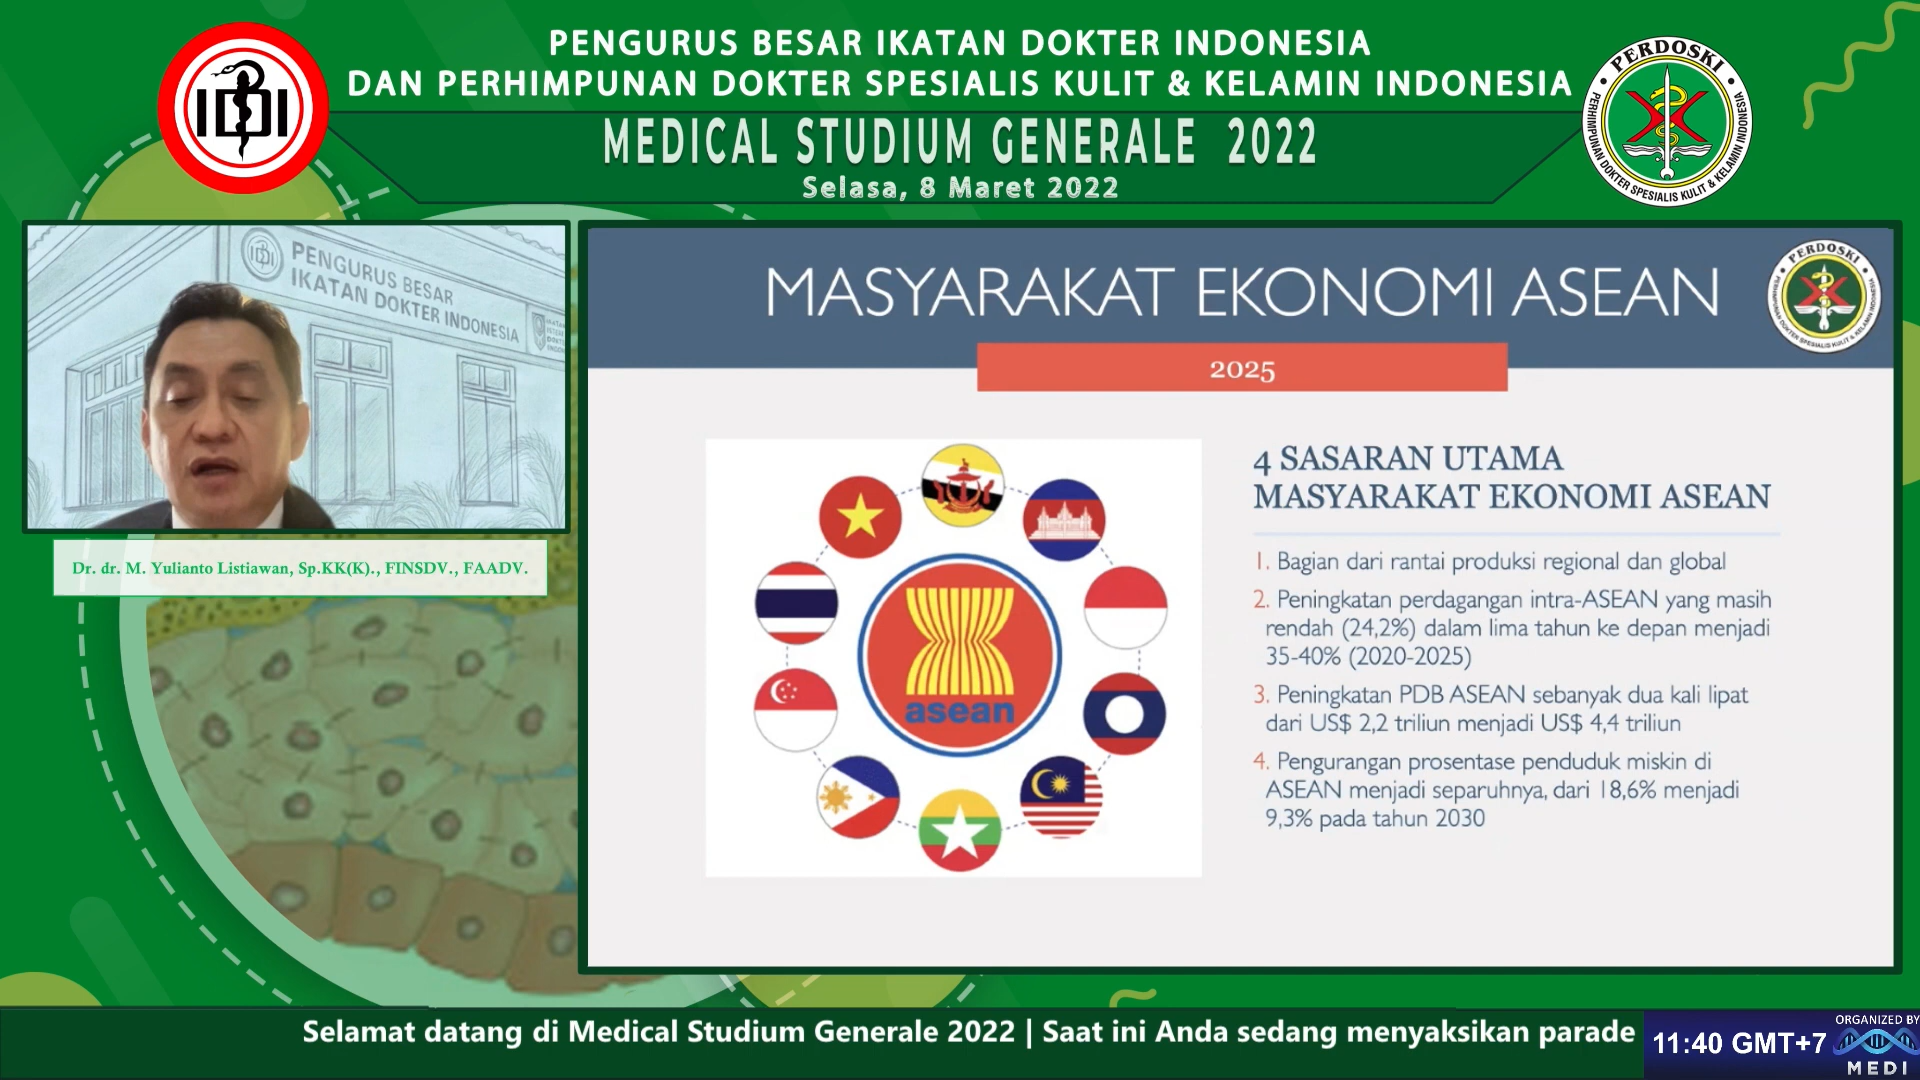 PENGURUS BESAR IKATAN DOKTER INDONESIA
DAN PERHIMPUNAN DOKTER SPESIALIS KULIT & KELAMIN INDONESIA
MEDICAL STUDIUM GENERALE 2022
Selasa, 8 Maret 2022
IDI
PERDOSKI
PERHIMPUNAN DOKTER SPESIALIS KULIT & KELAMIN INDONESIA
PENGURUS BESAR
IKATAN DOKTER INDONESIA
Dr. dr. M. Yulianto Listiawan, Sp.KK(K)., FINSDV., FAADV.
MASYARAKAT EKONOMI ASEAN
PERDOSKI
PERHIMPUNAN DOKTER SPESIALIS KULIT & KELAMIN INDONESIA
2025
asean
4 SASARAN UTAMA
MASYARAKAT EKONOMI ASEAN
1. Bagian dari rantai produksi regional dan global
2. Peningkatan perdagangan intra-ASEAN yang masih
rendah (24,2%) dalam lima tahun ke depan menjadi
35-40% (2020-2025)
3. Peningkatan PDB ASEAN sebanyak dua kali lipat
dari US$ 2,2 triliun menjadi US$ 4,4 triliun
4. Pengurangan prosentase penduduk miskin di
ASEAN menjadi separuhnya, dari 18,6% menjadi
9,3% pada tahun 2030
Selamat datang di Medical Studium Generale 2022 | Saat ini Anda sedang menyaksikan parade
11:40 GMT+7
ORGANIZED BY
MEDI